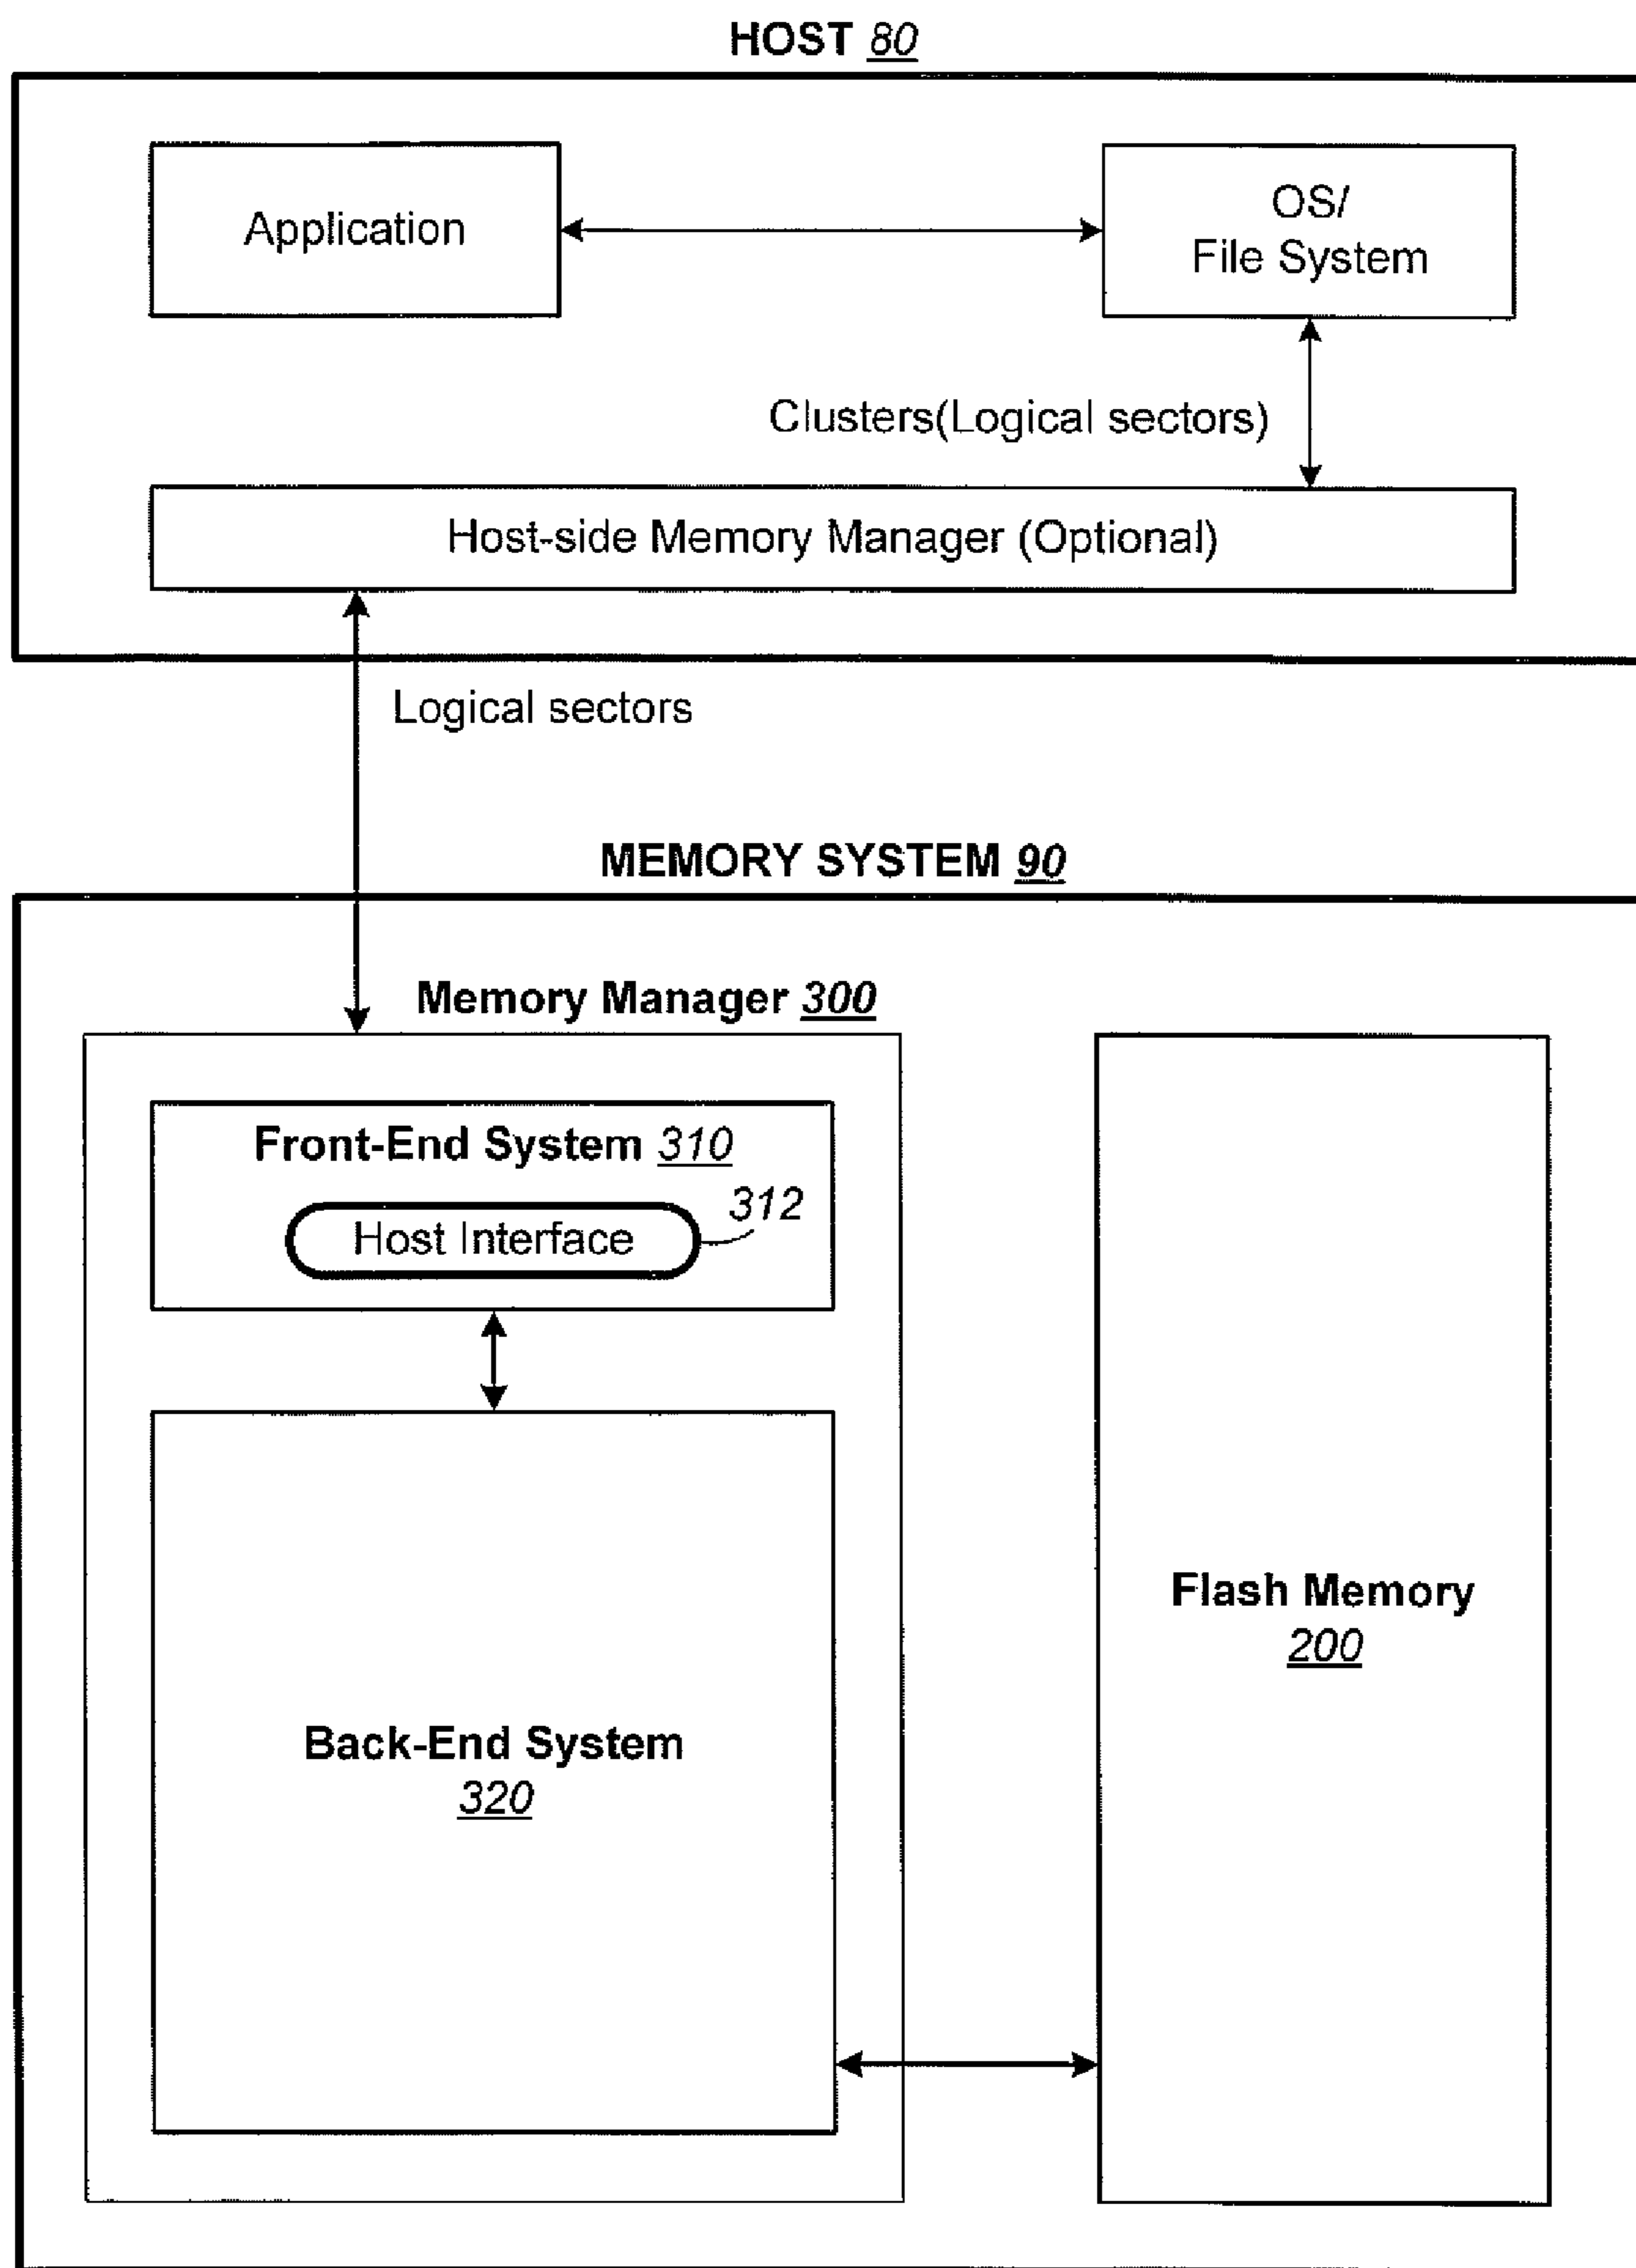 HOST 80
Application
OS/
File System
Clusters(Logical sectors)
Host-side Memory Manager (Optional)
Logical sectors
MEMORY SYSTEM 90
Memory Manager 300
Front-End System 310
312
Host Interface
Flash Memory
200
Back-End System
320